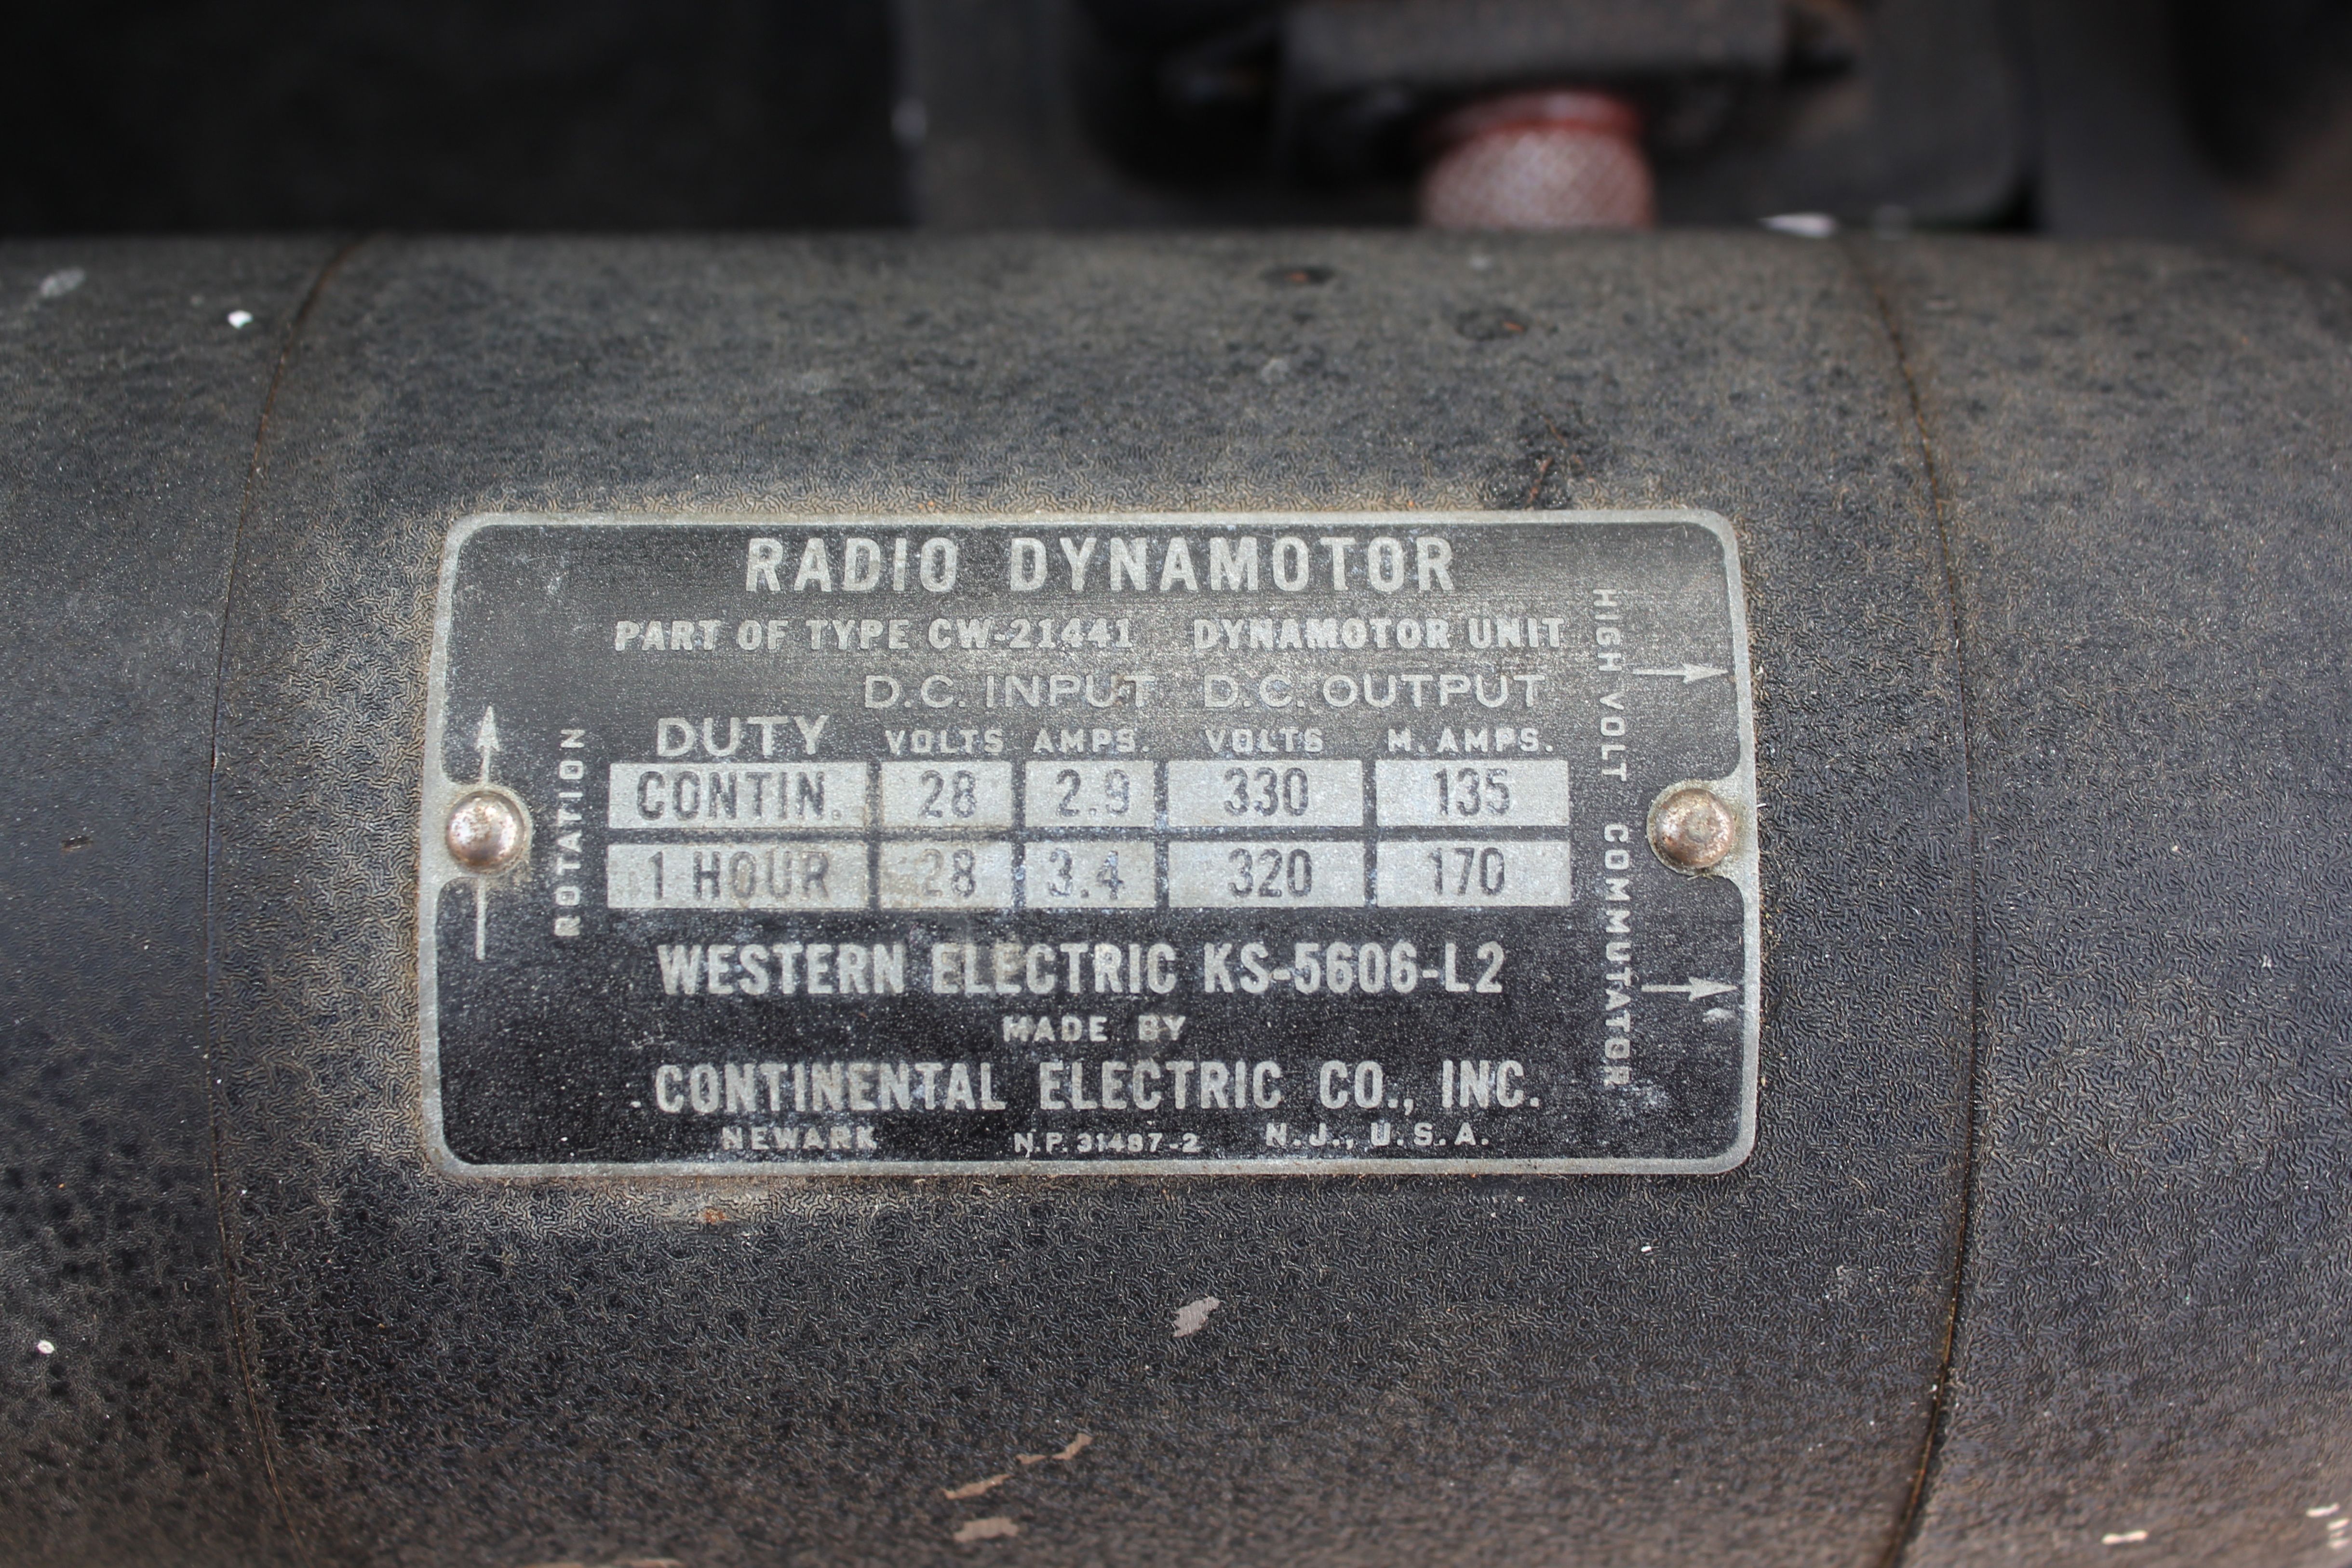 RADIO DYNAMOTOR
PART OF TYPE CW-21441 DYNAMOTOR UNIT
D.C. INPUT D.C. OUTPUT
DUTY VOLTS AMPS. VOLTS M. AMPS.
CONTIN. 28 2.9 330 135
1 HOUR 28 3.4 320 170
WESTERN ELECTRIC KS-5606-L2
MADE BY
CONTINENTAL ELECTRIC CO., INC.
NEWARK N.P. 31487-2 N.J., U.S.A.
ROTATION
HIGH VOLT COMMUTATOR